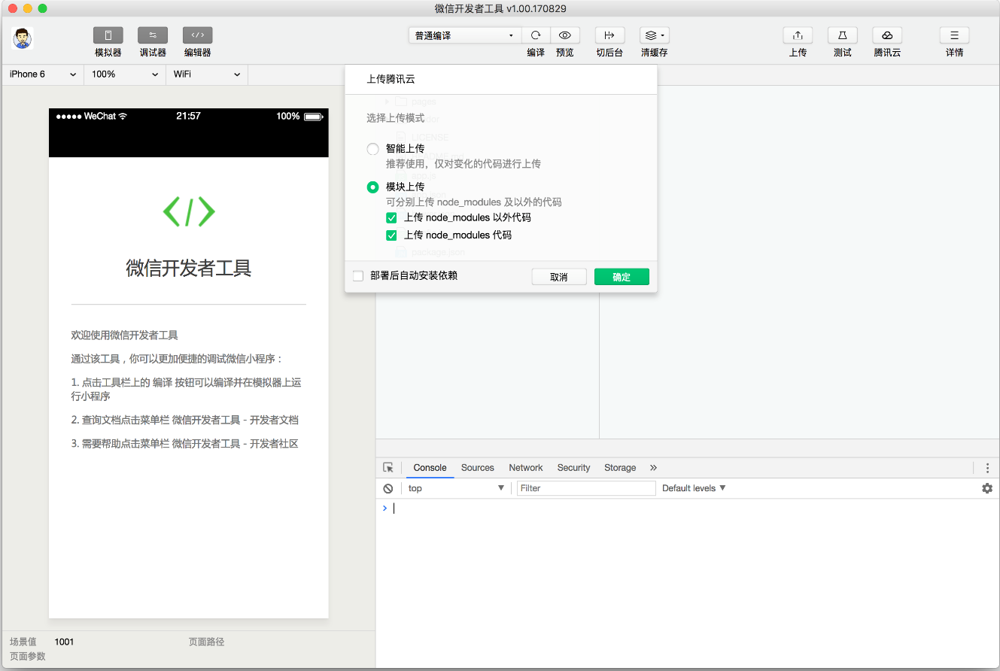 微信开发者工具 v1.00.170829
模拟器 调试器 编辑器
普通编译
编译 预览 切后台 清缓存
上传 测试 腾讯云 详情
iPhone 6 100% WiFi
WeChat 21:57 100%
微信开发者工具
欢迎使用微信开发者工具
通过该工具，你可以更加便捷的调试微信小程序：
1. 点击工具栏上的 编译 按钮可以编译并在模拟器上运
行小程序
2. 查询文档点击菜单栏 微信开发者工具 - 开发者文档
3. 需要帮助点击菜单栏 微信开发者工具 - 开发者社区
场景值 1001 页面路径
页面参数
上传腾讯云
pages
选择上传模式
LICENSE
智能上传
推荐使用，仅对变化的代码进行上传
app.js
模块上传
可分别上传 node_modules 及以外的代码
上传 node_modules 以外代码
上传 node_modules 代码
package.json
部署后自动安装依赖 取消 确定
Console Sources Network Security Storage »
top Filter Default levels